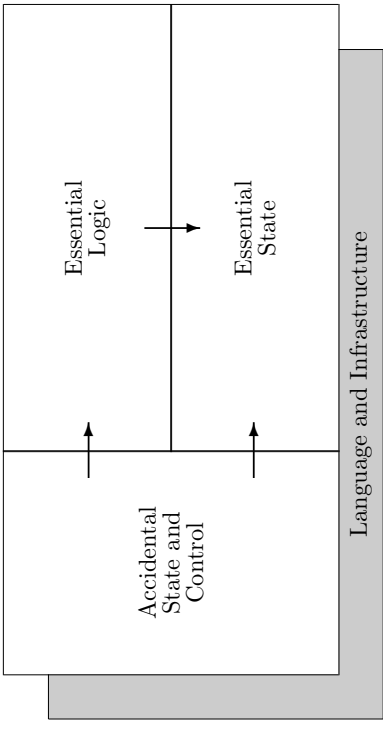 Essential
Logic
Essential
State
Accidental
State and
Control
Language and Infrastructure